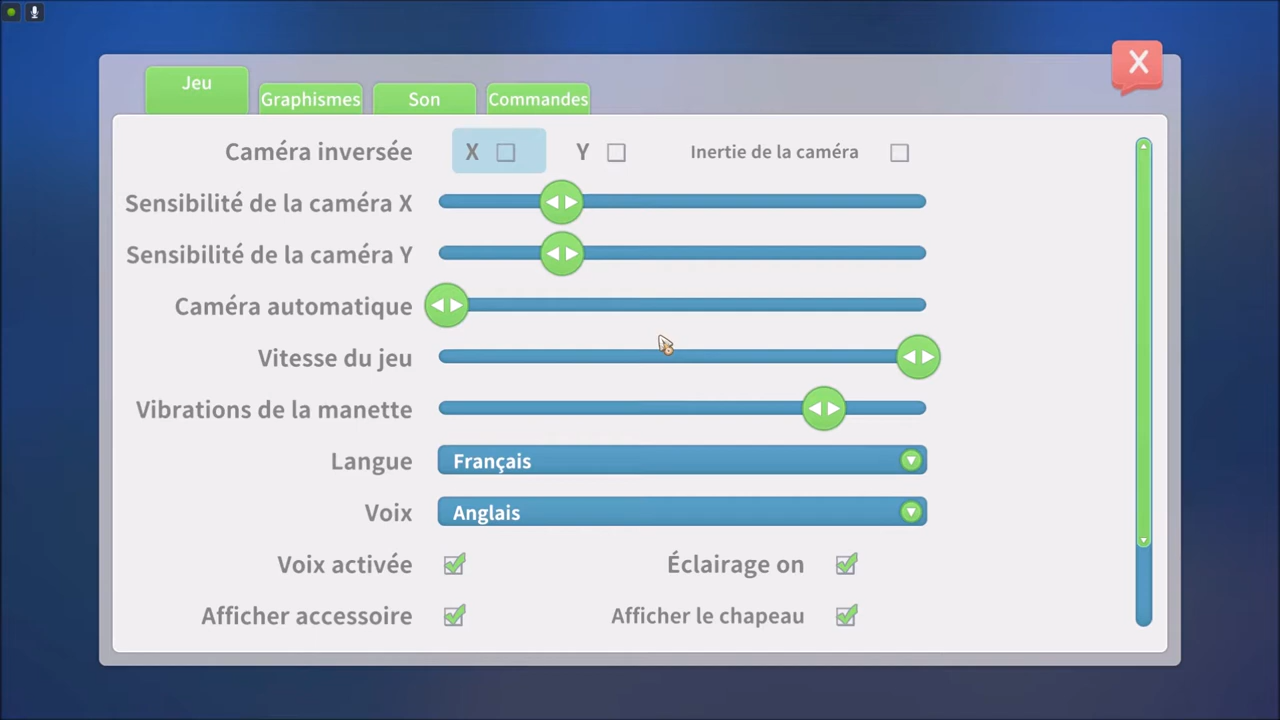 Jeu
Graphismes
Son
Commandes
X
Caméra inversée X Y Inertie de la caméra
Sensibilité de la caméra X
Sensibilité de la caméra Y
Caméra automatique
Vitesse du jeu
Vibrations de la manette
Langue Français
Voix Anglais
Voix activée Éclairage on
Afficher accessoire Afficher le chapeau